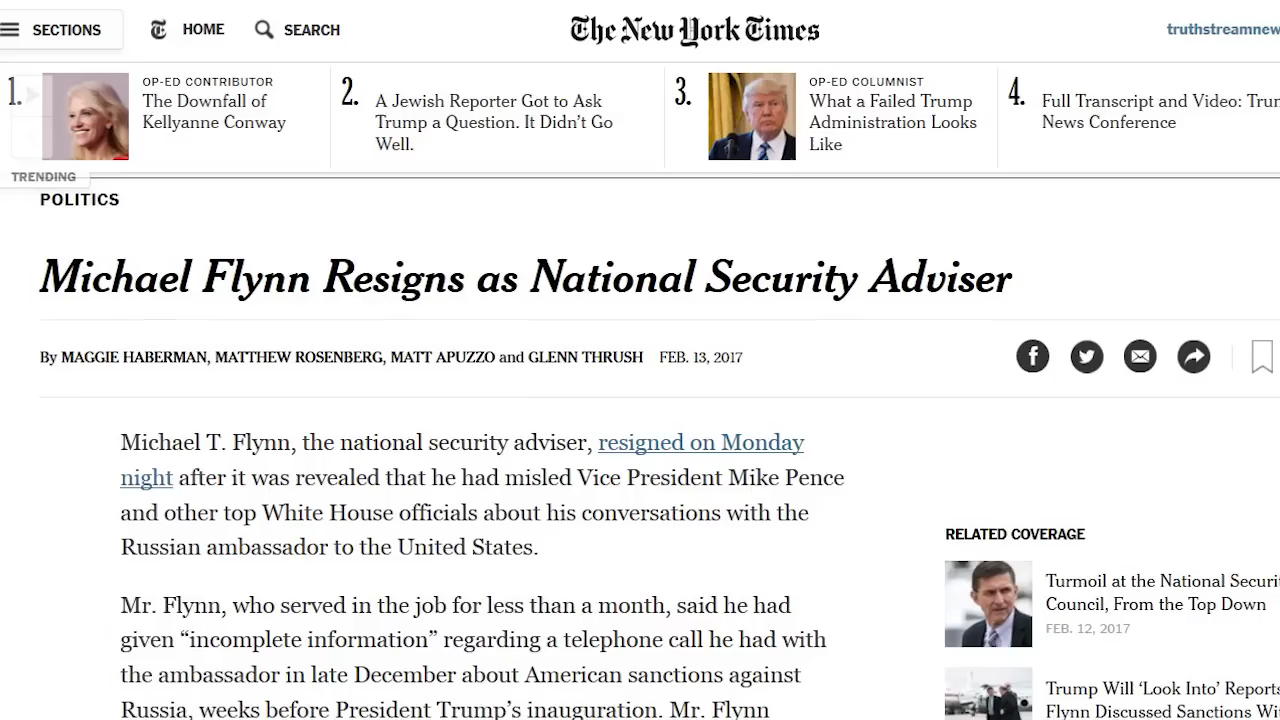 SECTIONS HOME SEARCH The New York Times truthstreamnew
1. OP-ED CONTRIBUTOR
The Downfall of
Kellyanne Conway
2. A Jewish Reporter Got to Ask
Trump a Question. It Didn't Go
Well.
3. OP-ED COLUMNIST
What a Failed Trump
Administration Looks
Like
4. Full Transcript and Video: Trum
News Conference
TRENDING
POLITICS
Michael Flynn Resigns as National Security Adviser
By MAGGIE HABERMAN, MATTHEW ROSENBERG, MATT APUZZO and GLENN THRUSH FEB. 13, 2017
Michael T. Flynn, the national security adviser, resigned on Monday
night after it was revealed that he had misled Vice President Mike Pence
and other top White House officials about his conversations with the
Russian ambassador to the United States.
Mr. Flynn, who served in the job for less than a month, said he had
given “incomplete information” regarding a telephone call he had with
the ambassador in late December about American sanctions against
Russia, weeks before President Trump's inauguration. Mr. Flynn
RELATED COVERAGE
Turmoil at the National Securi
Council, From the Top Down
FEB. 12, 2017
Trump Will ‘Look Into’ Reports
Flynn Discussed Sanctions Wi